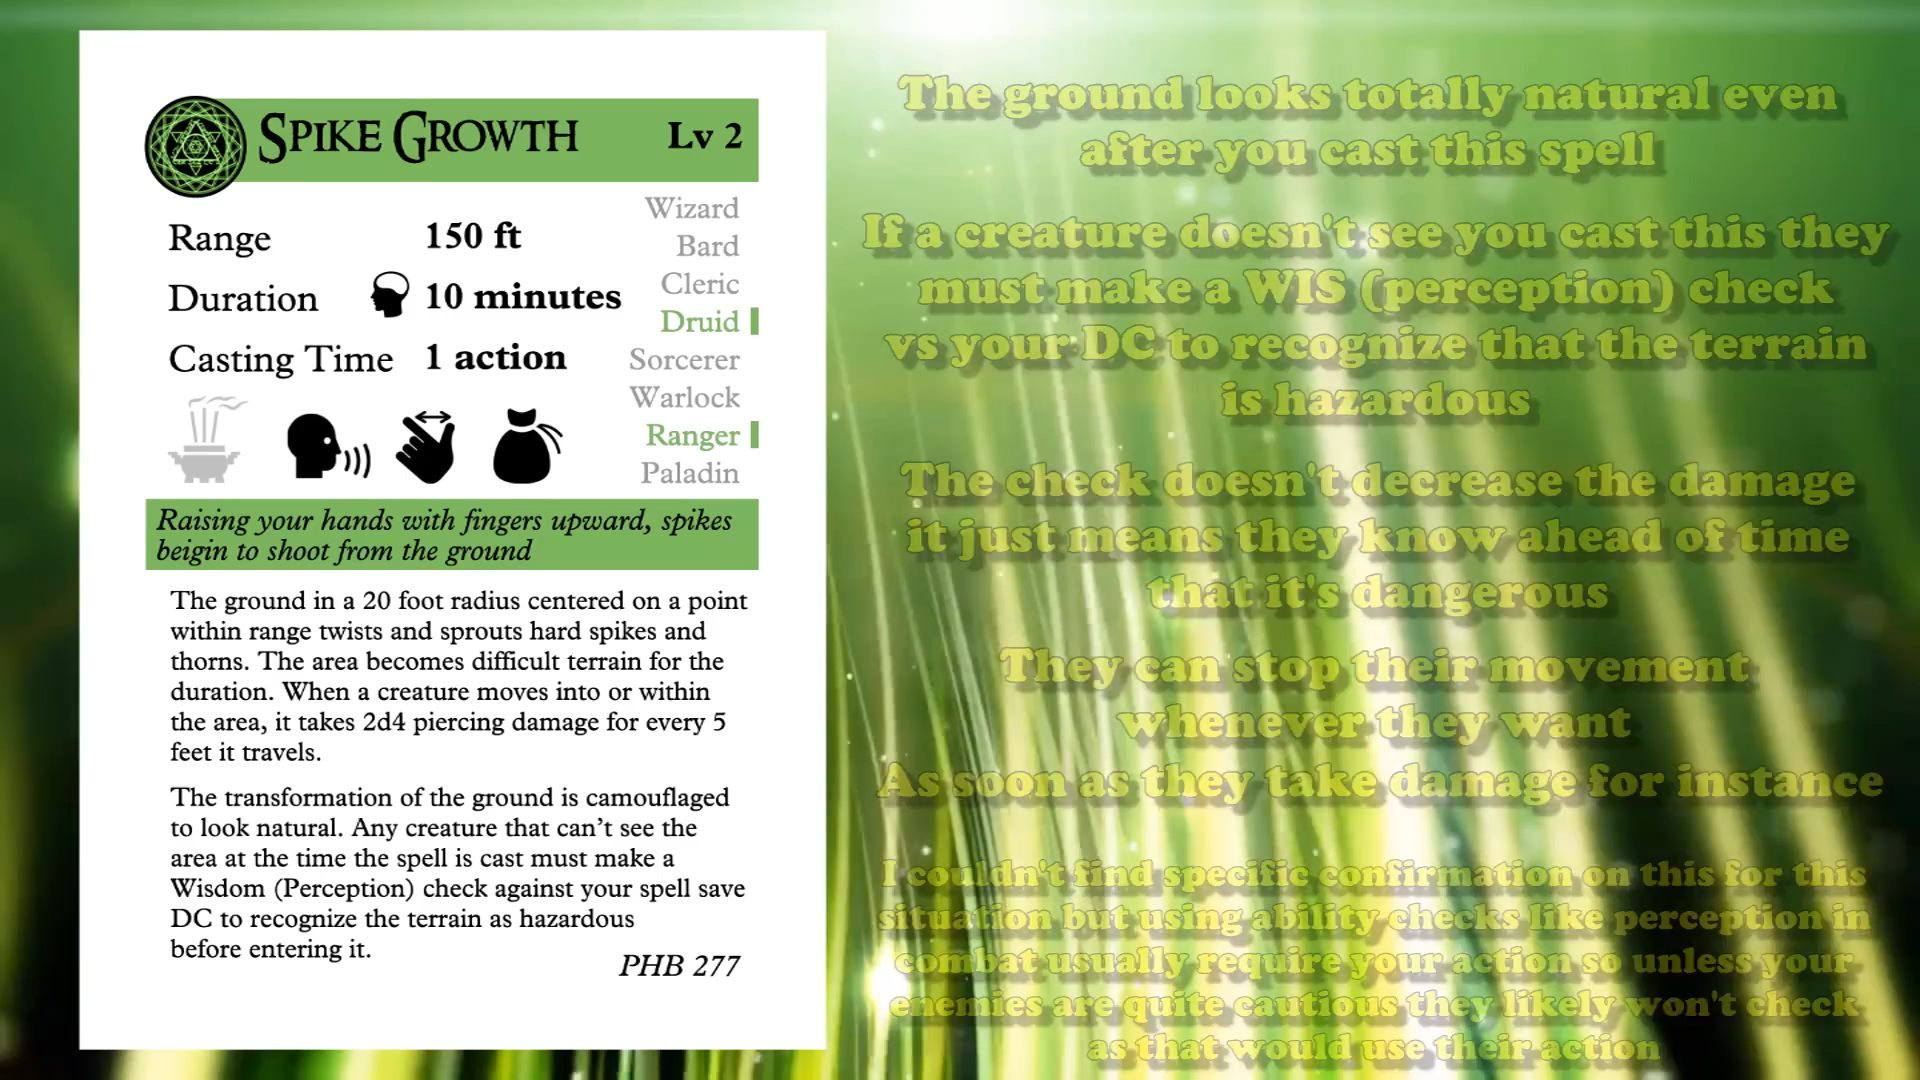 SPIKE GROWTH
Lv 2
Range 150 ft
Duration 10 minutes
Casting Time 1 action
Wizard
Bard
Cleric
Druid
Sorcerer
Warlock
Ranger
Paladin
Raising your hands with fingers upward, spikes
beigin to shoot from the ground
The ground in a 20 foot radius centered on a point
within range twists and sprouts hard spikes and
thorns. The area becomes difficult terrain for the
duration. When a creature moves into or within
the area, it takes 2d4 piercing damage for every 5
feet it travels.
The transformation of the ground is camouflaged
to look natural. Any creature that can't see the
area at the time the spell is cast must make a
Wisdom (Perception) check against your spell save
DC to recognize the terrain as hazardous
before entering it.
PHB 277
The ground looks totally natural even
after you cast this spell
If a creature doesn't see you cast this they
must make a WIS (perception) check
vs your DC to recognize that the terrain
is hazardous
The check doesn't decrease the damage
it just means they know ahead of time
that it's dangerous
They can stop their movement
whenever they want
As soon as they take damage for instance
I couldn't find specific confirmation on this for this
situation but using ability checks like perception in
combat usually require your action so unless your
enemies are quite cautious they likely won't check
as that would use their action